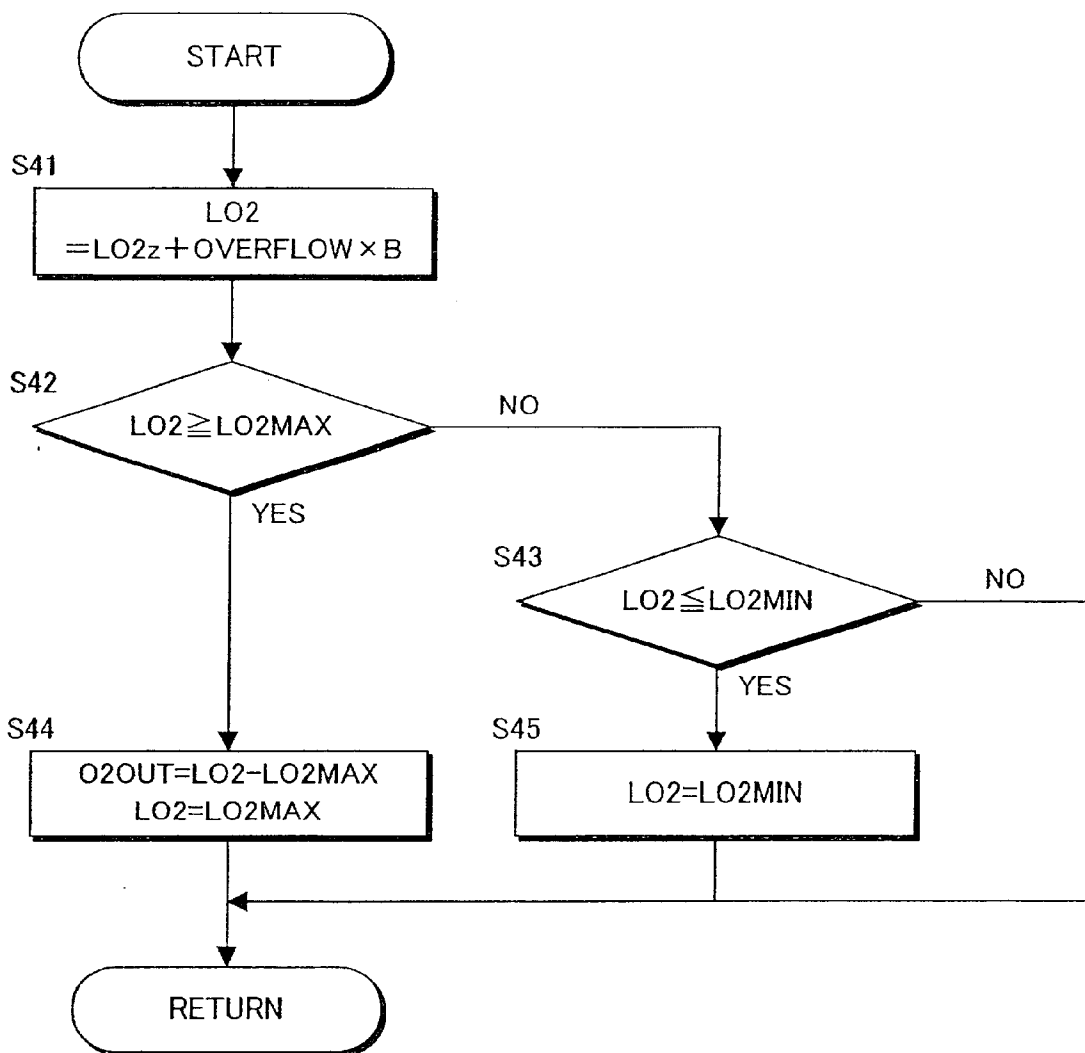 START
S41
LO2
=LO2z+OVERFLOW×B
S42
LO2≧LO2MAX
NO
YES
S43
LO2≦LO2MIN
NO
YES
S44
O2OUT=LO2-LO2MAX
LO2=LO2MAX
S45
LO2=LO2MIN
RETURN